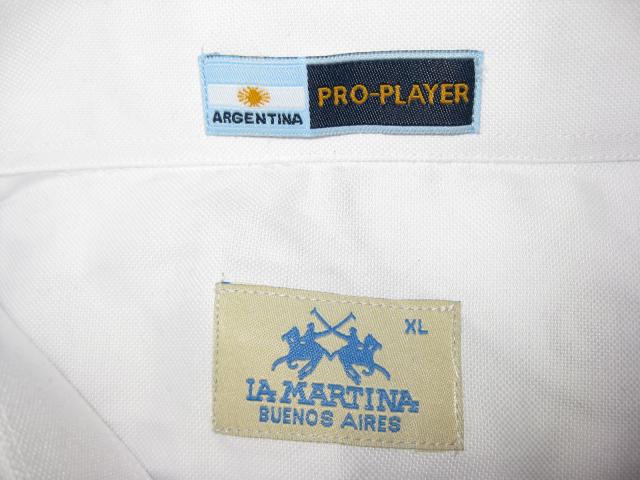 ARGENTINA PRO-PLAYER
XL
LA MARTINA
BUENOS AIRES